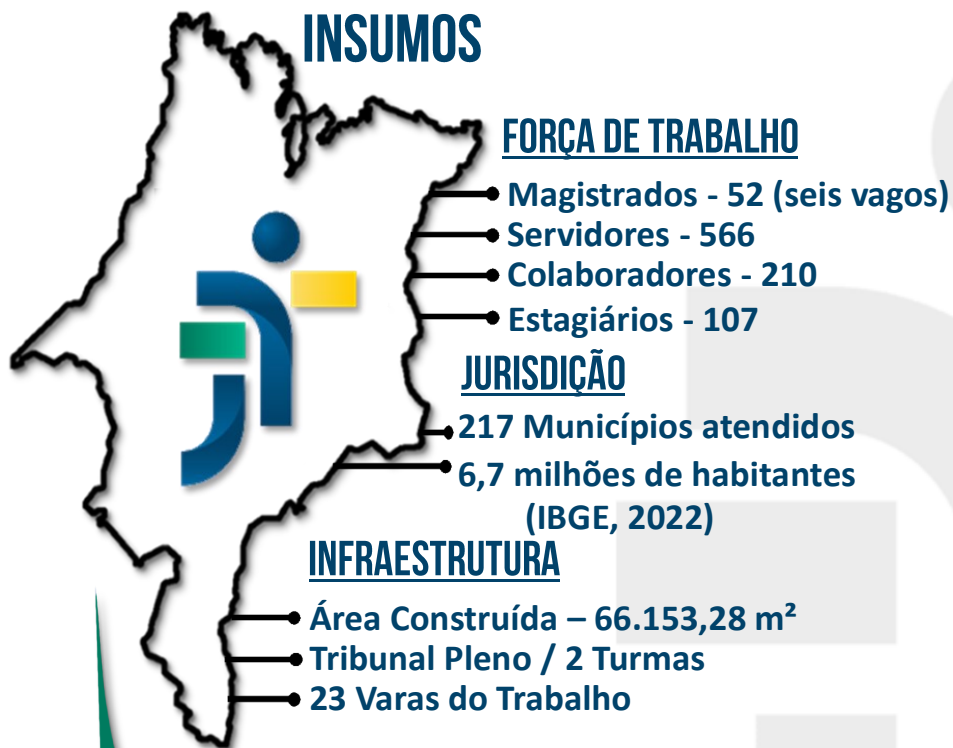 INSUMOS
FORÇA DE TRABALHO
Magistrados - 52 (seis vagos)
Servidores - 566
Colaboradores - 210
Estagiários - 107
JURISDIÇÃO
217 Municípios atendidos
6,7 milhões de habitantes
(IBGE, 2022)
INFRAESTRUTURA
Área Construída – 66.153,28 m²
Tribunal Pleno / 2 Turmas
23 Varas do Trabalho